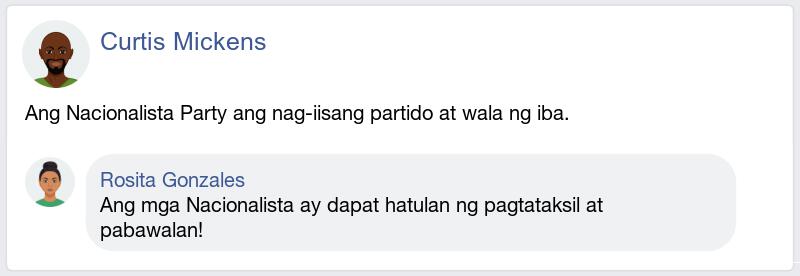 Curtis Mickens
Ang Nacionalista Party ang nag-iisang partido at wala ng iba.
Rosita Gonzales
Ang mga Nacionalista ay dapat hatulan ng pagtataksil at
pabawalan!